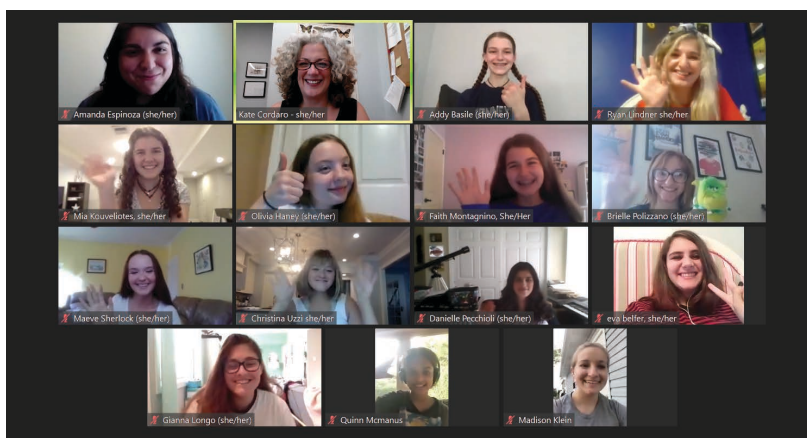 Amanda Espinoza (she/her)
Kate Cordaro - she/her
Addy Basile (she/her)
Ryan Lindner she/her
Mia Kouveliotes, she/her
Olivia Haney (she/her)
Faith Montagnino, She/Her
Brielle Polizzano (she/her)
Maeve Sherlock (she/her)
Christina Uzzi she/her
Danielle Pecchioli (she/her)
eva belfer, she/her
Gianna Longo (she/her)
Quinn Mcmanus
Madison Klein